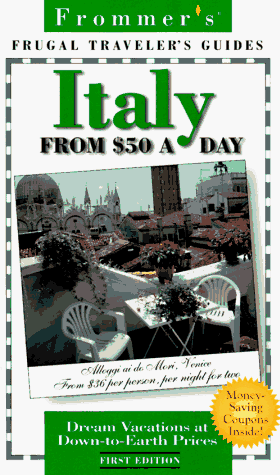 Frommer's®
FRUGAL TRAVELER'S GUIDES
Italy
FROM $50 A DAY
Alloggi ai do Mori, Venice
From $36 per person, per night for two
Money-
Saving
Coupons
Inside!
Dream Vacations at
Down-to-Earth Prices
FIRST EDITION